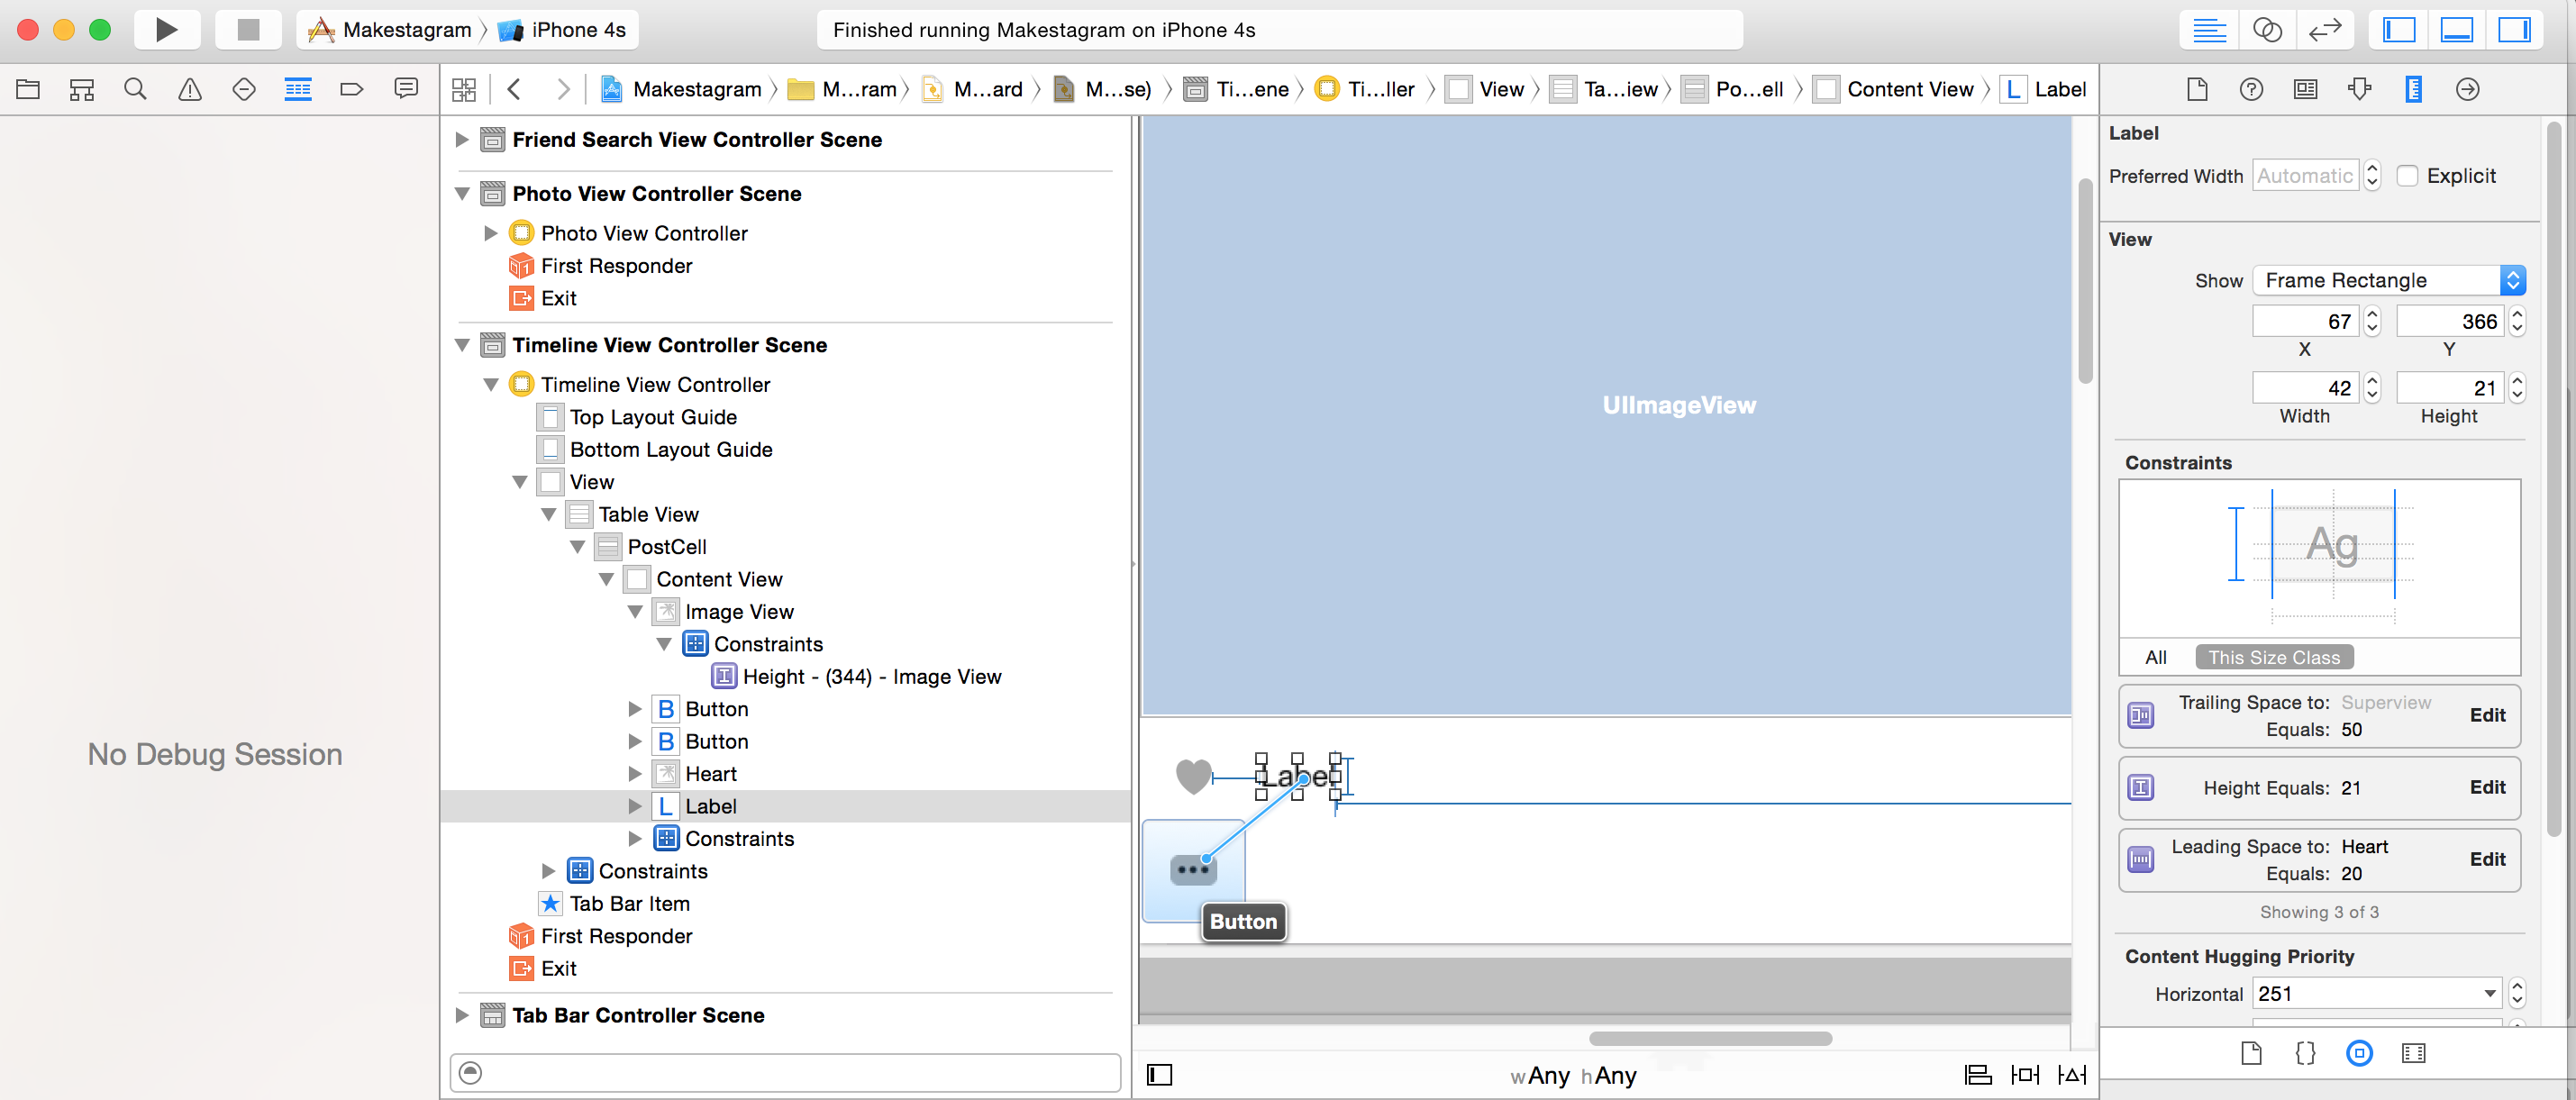 Makestagram
iPhone 4s
Finished running Makestagram on iPhone 4s
Makestagram
M...ram
M...ard
M...se)
Ti...ene
Ti...ller
View
Ta...iew
Po...ell
Content View
L Label
No Debug Session
Friend Search View Controller Scene
Photo View Controller Scene
Photo View Controller
First Responder
Exit
Timeline View Controller Scene
Timeline View Controller
Top Layout Guide
Bottom Layout Guide
View
Table View
PostCell
Content View
Image View
Constraints
Height - (344) - Image View
B Button
B Button
Heart
L Label
Constraints
Constraints
Tab Bar Item
First Responder
Exit
Tab Bar Controller Scene
UIImageView
Label
Button
wAny hAny
Label
Preferred Width Automatic Explicit
View
Show Frame Rectangle
67 366
X Y
42 21
Width Height
Constraints
Ag
All This Size Class
Trailing Space to: Superview
Equals: 50
Edit
Height Equals: 21 Edit
Leading Space to: Heart
Equals: 20
Edit
Showing 3 of 3
Content Hugging Priority
Horizontal 251